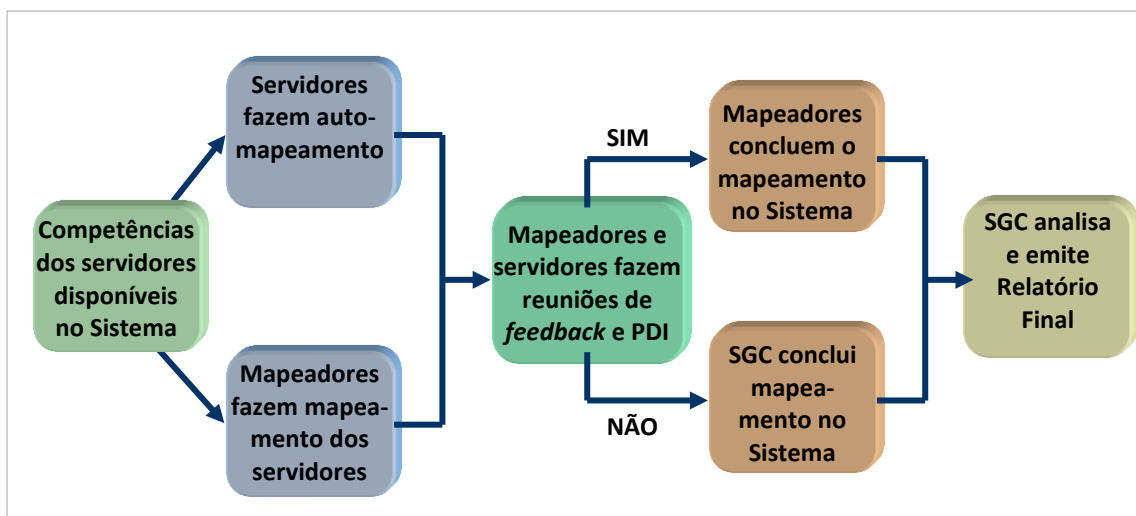 Competências
dos servidores
disponíveis
no Sistema
Servidores
fazem auto-
mapeamento
Mapeadores
fazem mapea-
mento dos
servidores
Mapeadores e
servidores fazem
reuniões de
feedback e PDI
SIM
NÃO
Mapeadores
concluem o
mapeamento
no Sistema
SGC conclui
mapea-
mento no
Sistema
SGC analisa
e emite
Relatório
Final